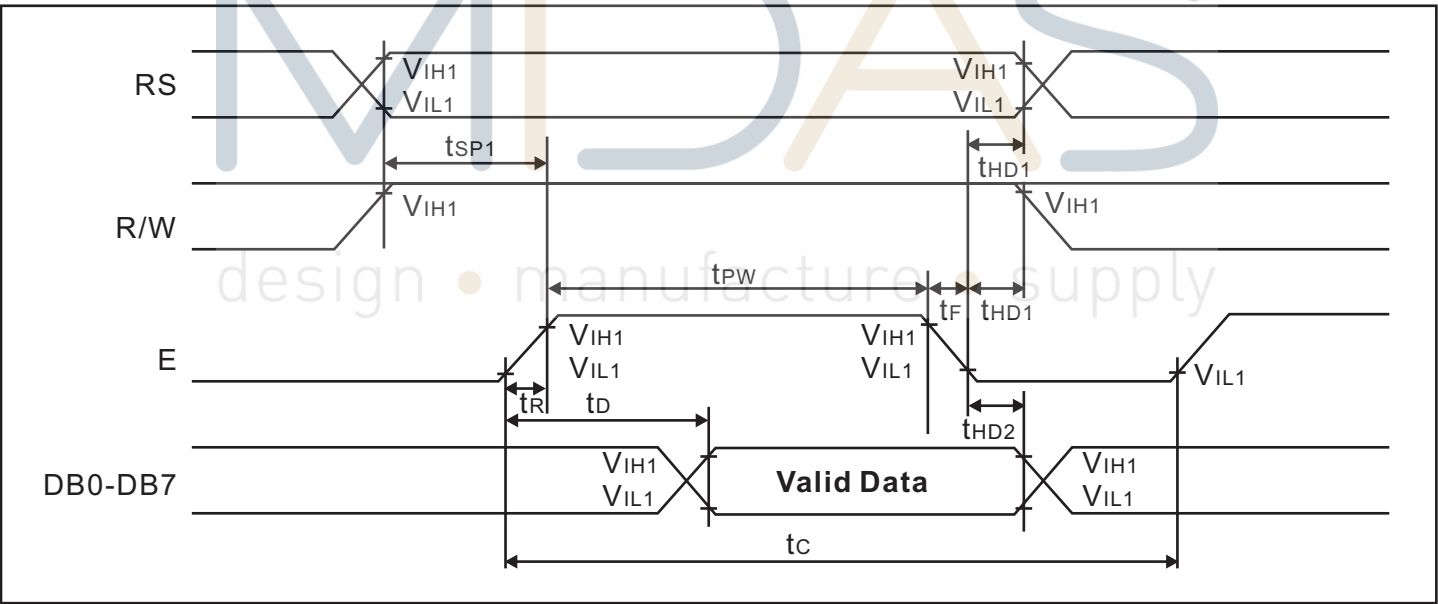 MIDAS
RS
VIH1
VIL1
VIH1
VIL1
tSP1
tHD1
R/W
VIH1
VIH1
design • manufacture • supply
tPW
tF
tHD1
E
VIH1
VIL1
VIH1
VIL1
VIL1
tR
tD
tHD2
DB0-DB7
VIH1
VIL1
Valid Data
VIH1
VIL1
tC